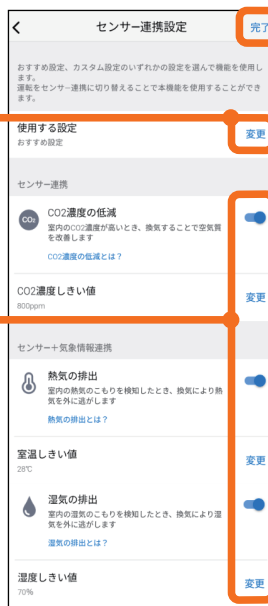 センサー連携設定
完了
おすすめ設定、カスタム設定のいずれかの設定を選んで機能を使用し
ます。
運転をセンサー連携に切り替えることで本機能を使用することができ
ます。
使用する設定
変更
おすすめ設定
センサー連携
CO2
CO2濃度の低減
室内のCO2濃度が高いとき、換気することで空気質
を改善します
CO2濃度の低減とは？
CO2濃度しきい値
変更
800ppm
センサー＋気象情報連携
熱気の排出
室内の熱気のこもりを検知したとき、換気により熱
気を外に逃がします
熱気の排出とは？
室温しきい値
変更
28℃
湿気の排出
室内の湿気のこもりを検知したとき、換気により湿
気を外に逃がします
湿気の排出とは？
湿度しきい値
変更
70%